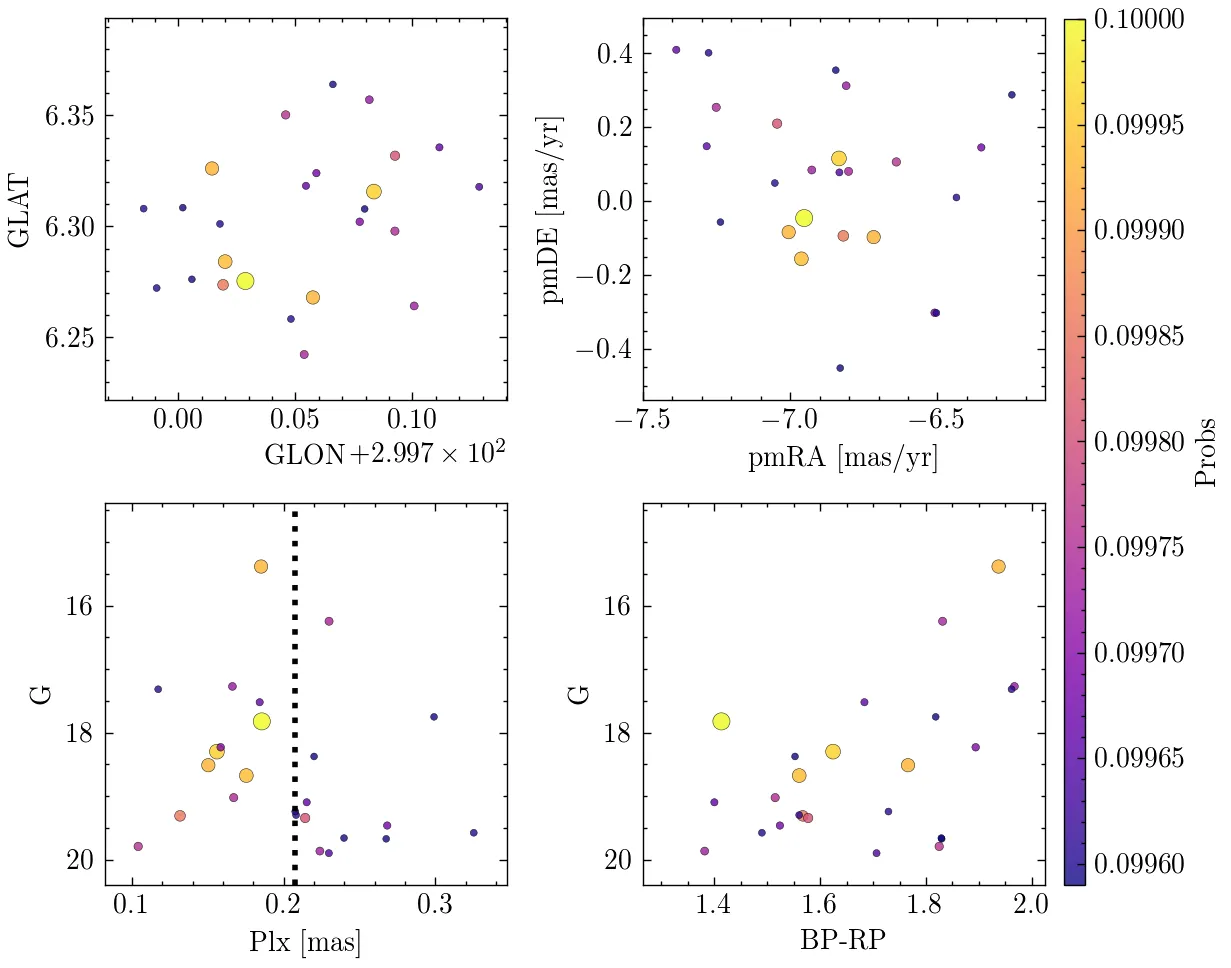 6.35
6.30
6.25
GLAT
0.00 0.05 0.10
GLON+2.997 × 10²
0.4
0.2
0.0
−0.2
−0.4
pmDE [mas/yr]
−7.5 −7.0 −6.5
pmRA [mas/yr]
0.10000
0.09995
0.09990
0.09985
0.09980
0.09975
0.09970
0.09965
0.09960
Probs
16
18
20
G
0.1 0.2 0.3
Plx [mas]
16
18
20
G
1.4 1.6 1.8 2.0
BP-RP